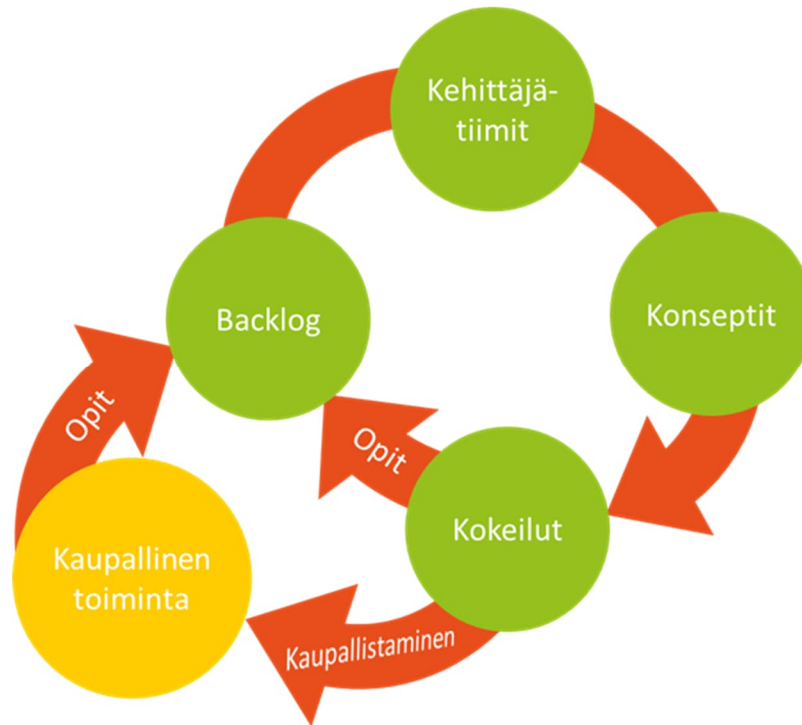 Kehittäjä-
tiimit
Backlog
Konseptit
Opit
Opit
Kokeilut
Kaupallinen
toiminta
Kaupallistaminen